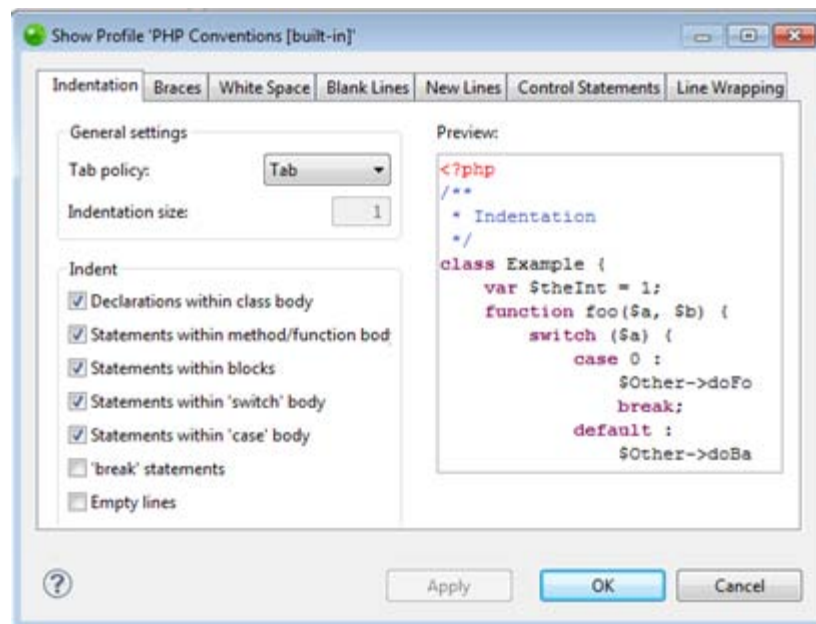 Show Profile 'PHP Conventions [built-in]'
Indentation Braces White Space Blank Lines New Lines Control Statements Line Wrapping
General settings
Tab policy: Tab
Indentation size: 1
Indent
Declarations within class body
Statements within method/function bod
Statements within blocks
Statements within 'switch' body
Statements within 'case' body
'break' statements
Empty lines
Preview:
<?php
/**
 * Indentation
 */
class Example {
    var $theInt = 1;
    function foo($a, $b) {
        switch ($a) {
            case 0 :
                $Other->doFo
                break;
            default :
                $Other->doBa
? Apply OK Cancel